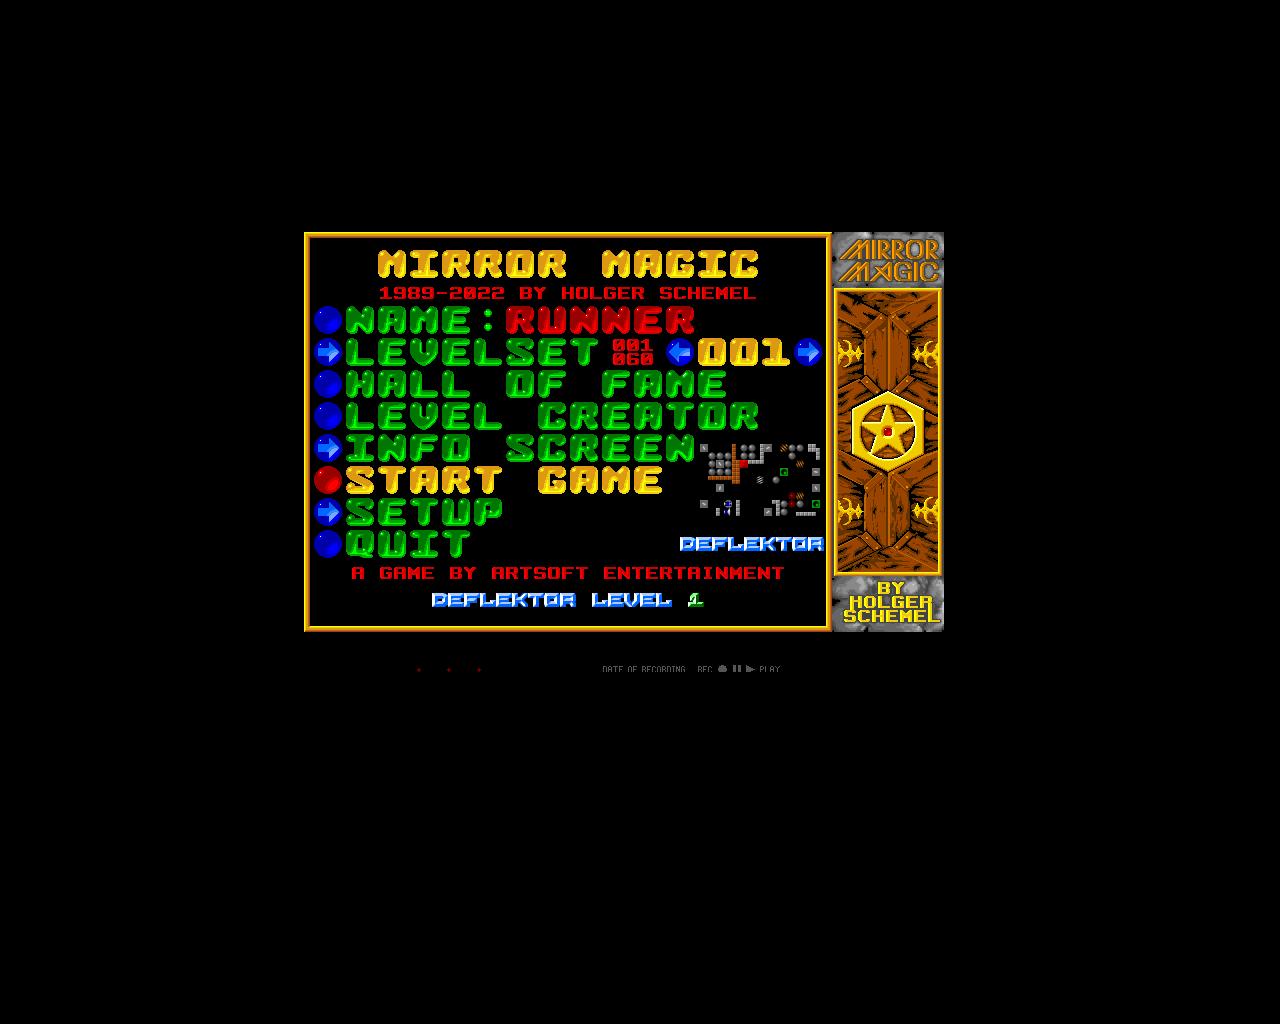 MIRROR MAGIC
1989-2022 BY HOLGER SCHEMEL
NAME:RUNNER
LEVELSET 001 060 001
HALL OF FAME
LEVEL CREATOR
INFO SCREEN
START GAME
SETUP
QUIT
DEFLEKTOR
A GAME BY ARTSOFT ENTERTAINMENT
DEFLEKTOR LEVEL 1
MIRROR
MAGIC
BY
HOLGER
SCHEMEL
DATE OF RECORDING REC PLAY